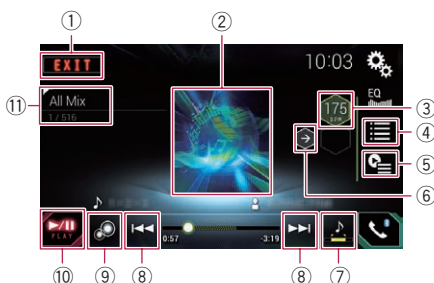 ① ②
EXIT
10:03
EQ
⑪ All Mix
1 / 516
175
BPM
③
④
⑤
⑥
0:57 -3:19
PLAY
⑩ ⑨ ⑧ ⑧ ⑦